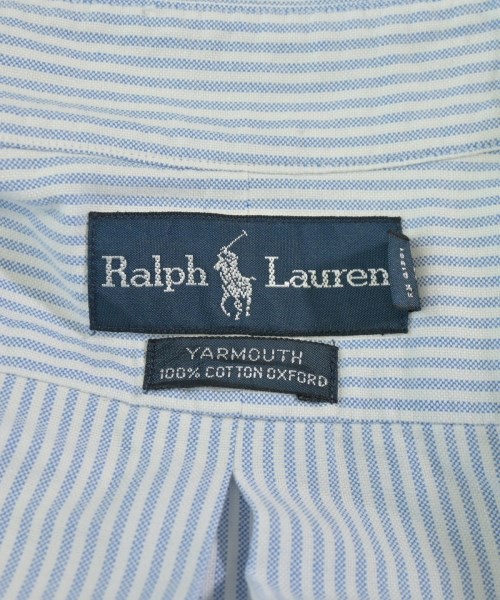 Ralph Lauren
YARMOUTH
100% COTTON OXFORD